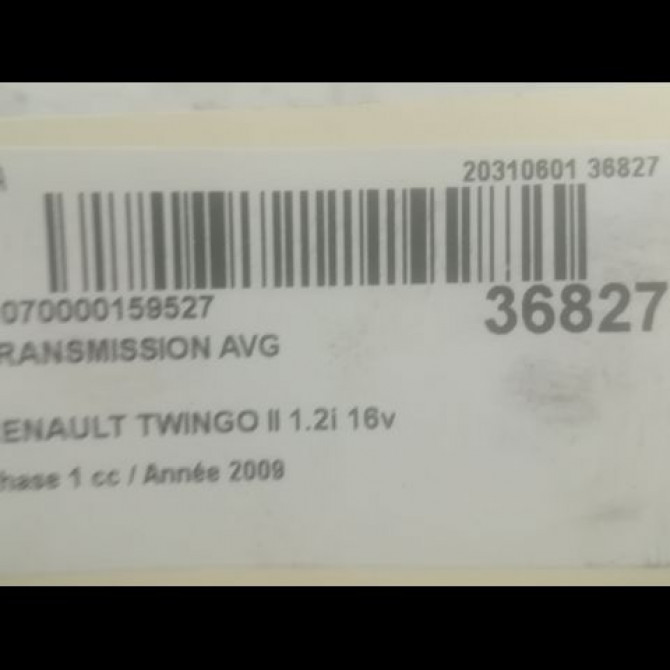 20310601 36827
070000159527
36827
RANSMISSION AVG
ENAULT TWINGO II 1.2i 16v
hase 1 cc / Année 2009